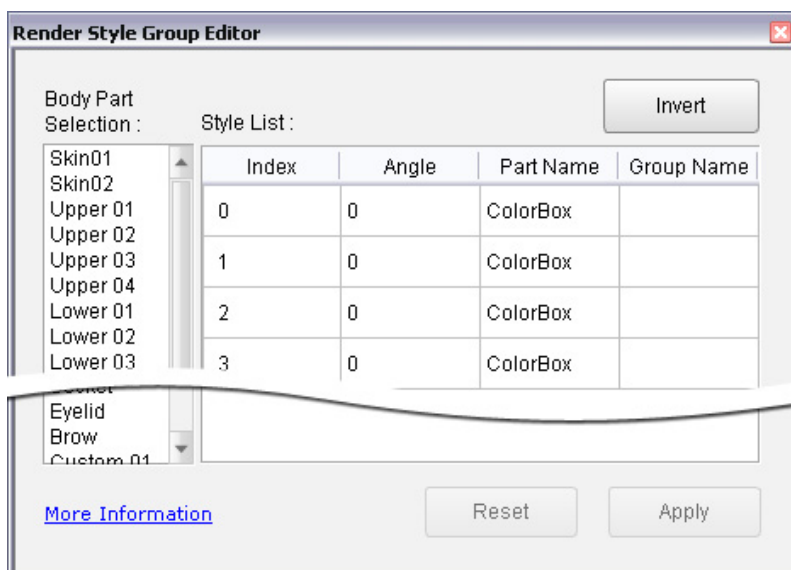 Render Style Group Editor
Body Part
Selection :
Style List :
Invert
Skin01
Skin02
Upper 01
Upper 02
Upper 03
Upper 04
Lower 01
Lower 02
Lower 03
Eyelid
Brow
Custom 01
Index Angle Part Name Group Name
0 0 ColorBox
1 0 ColorBox
2 0 ColorBox
3 0 ColorBox
More Information
Reset
Apply